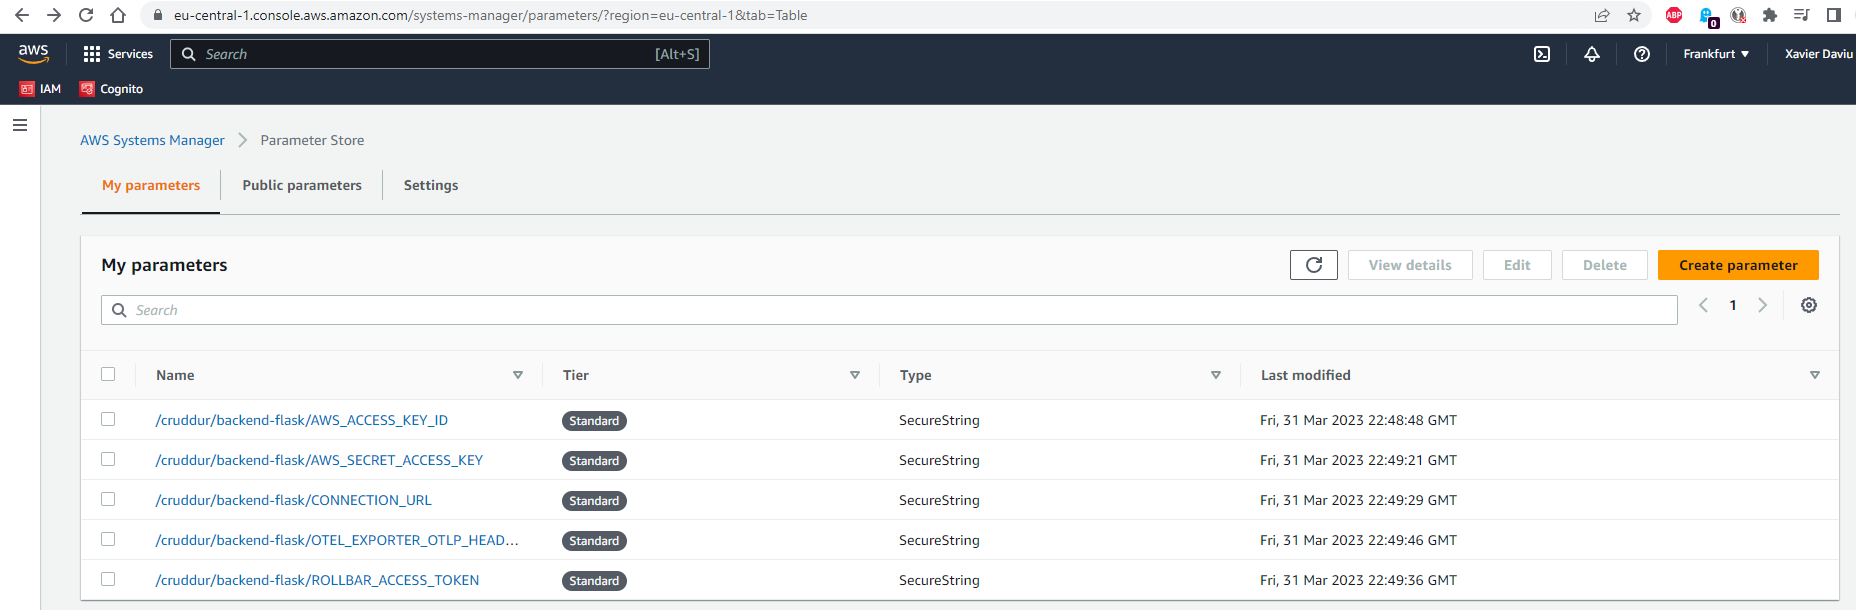 eu-central-1.console.aws.amazon.com/systems-manager/parameters/?region=eu-central-1&tab=Table
ABP
0
aws
Services
Search
[Alt+S]
Frankfurt
Xavier Daviu
IAM
Cognito
AWS Systems Manager
Parameter Store
My parameters
Public parameters
Settings
My parameters
View details
Edit
Delete
Create parameter
Search
1
Name Tier Type Last modified
/cruddur/backend-flask/AWS_ACCESS_KEY_ID Standard SecureString Fri, 31 Mar 2023 22:48:48 GMT
/cruddur/backend-flask/AWS_SECRET_ACCESS_KEY Standard SecureString Fri, 31 Mar 2023 22:49:21 GMT
/cruddur/backend-flask/CONNECTION_URL Standard SecureString Fri, 31 Mar 2023 22:49:29 GMT
/cruddur/backend-flask/OTEL_EXPORTER_OTLP_HEAD... Standard SecureString Fri, 31 Mar 2023 22:49:46 GMT
/cruddur/backend-flask/ROLLBAR_ACCESS_TOKEN Standard SecureString Fri, 31 Mar 2023 22:49:36 GMT